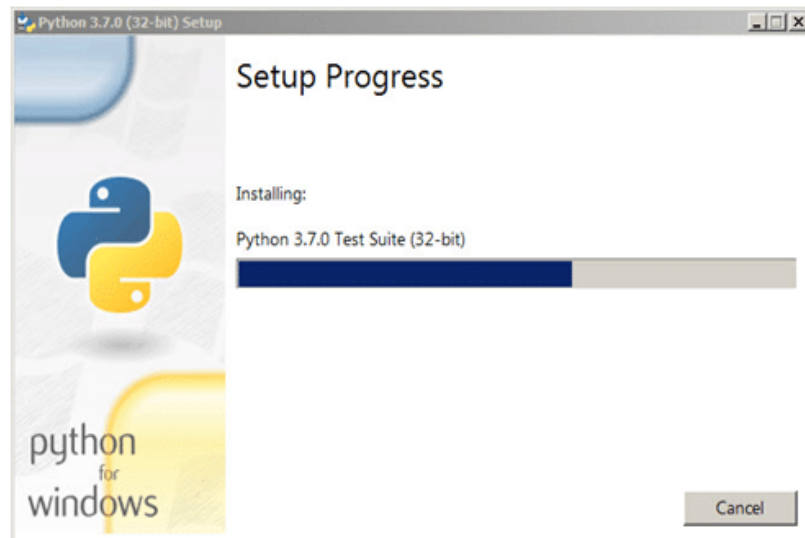 Python 3.7.0 (32-bit) Setup
Setup Progress
Installing:
Python 3.7.0 Test Suite (32-bit)
python
for
windows
Cancel